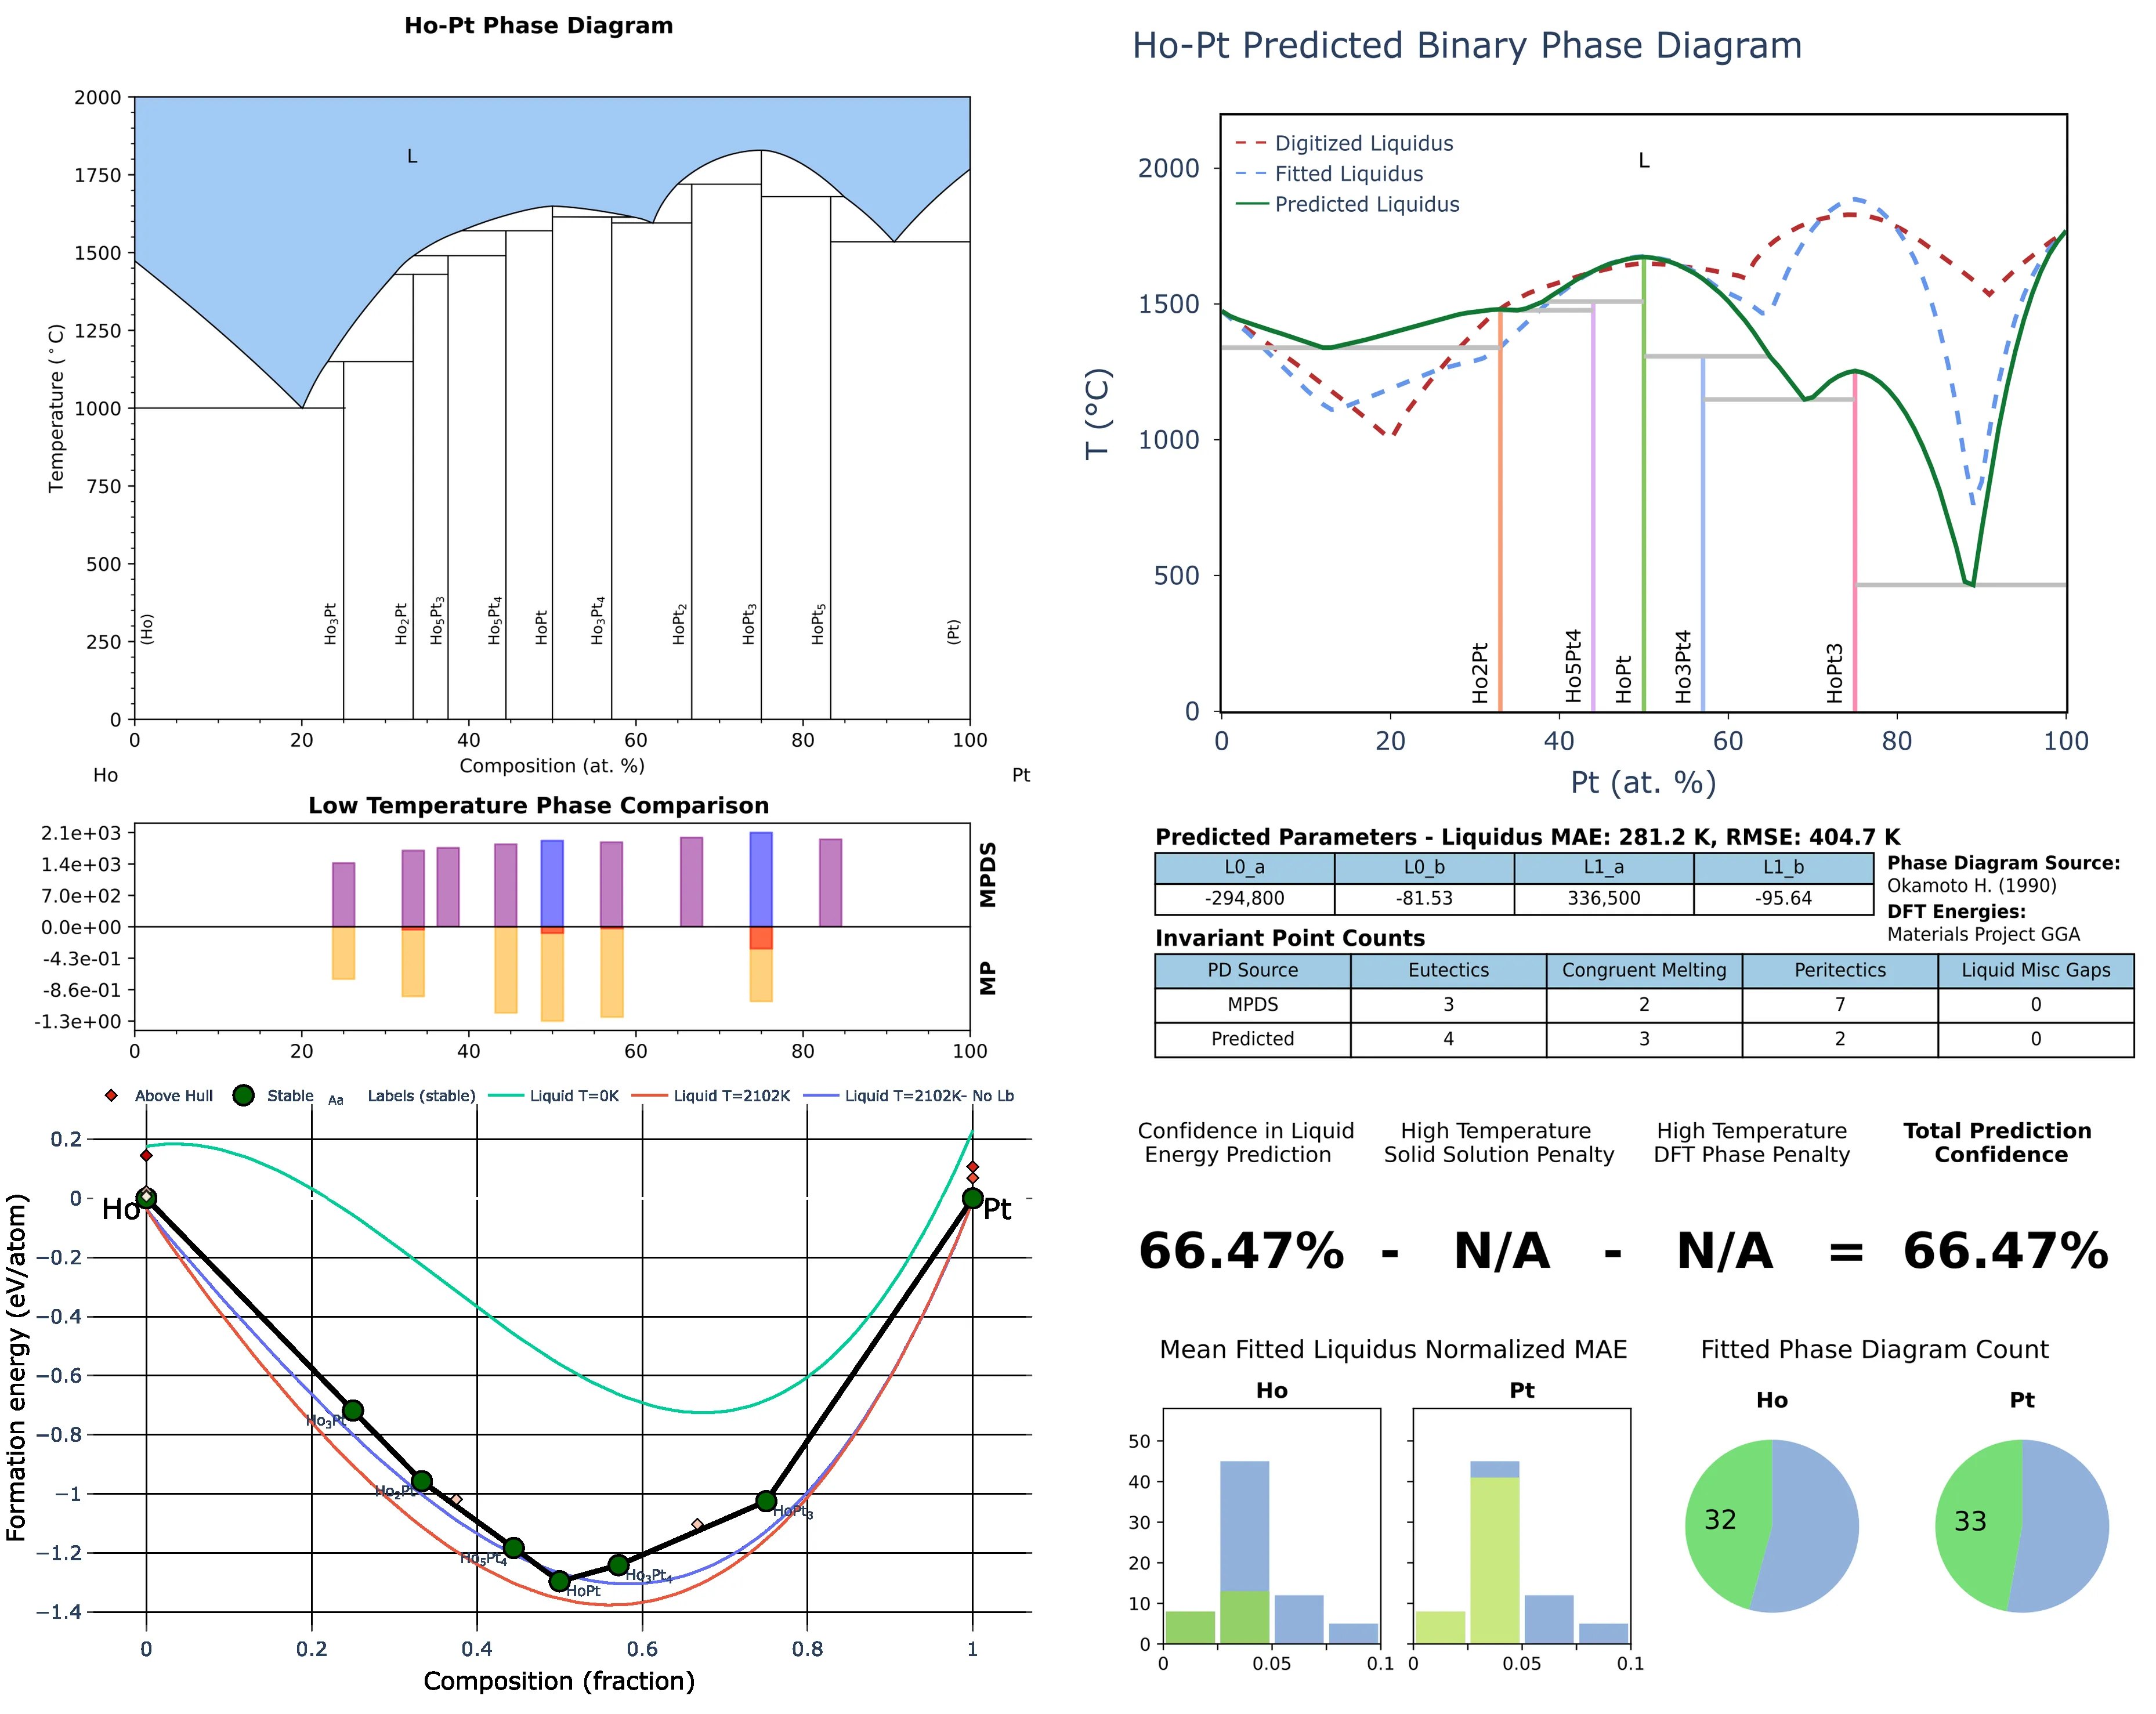 Ho-Pt Phase Diagram
2000
1750
1500
1250
1000
750
500
250
0
Temperature (°C)
L
(Ho)
Ho3Pt
Ho2Pt
Ho5Pt3
Ho5Pt4
HoPt
Ho3Pt4
HoPt2
HoPt3
HoPt5
(Pt)
0 20 40 60 80 100
Composition (at. %)
Ho Pt
Low Temperature Phase Comparison
2.1e+03
1.4e+03
7.0e+02
0.0e+00
-4.3e-01
-8.6e-01
-1.3e+00
MPDS
MP
0 20 40 60 80 100
Above Hull Stable Aa Labels (stable) Liquid T=0K Liquid T=2102K Liquid T=2102K- No Lb
0.2
0
−0.2
−0.4
−0.6
−0.8
−1
−1.2
−1.4
Formation energy (eV/atom)
Ho
Pt
Ho3Pt
Ho2Pt
Ho5Pt4
HoPt
Ho3Pt4
HoPt3
0 0.2 0.4 0.6 0.8 1
Composition (fraction)
Ho-Pt Predicted Binary Phase Diagram
Digitized Liquidus
Fitted Liquidus
Predicted Liquidus
L
2000
1500
1000
500
0
T (°C)
Ho2Pt
Ho5Pt4
HoPt
Ho3Pt4
HoPt3
0 20 40 60 80 100
Pt (at. %)
Predicted Parameters - Liquidus MAE: 281.2 K, RMSE: 404.7 K
L0_a L0_b L1_a L1_b
-294,800 -81.53 336,500 -95.64
Phase Diagram Source:
Okamoto H. (1990)
DFT Energies:
Materials Project GGA
Invariant Point Counts
PD Source Eutectics Congruent Melting Peritectics Liquid Misc Gaps
MPDS 3 2 7 0
Predicted 4 3 2 0
Confidence in Liquid Energy Prediction
High Temperature Solid Solution Penalty
High Temperature DFT Phase Penalty
Total Prediction Confidence
66.47% - N/A - N/A = 66.47%
Mean Fitted Liquidus Normalized MAE
Ho Pt
50
40
30
20
10
0
0 0.05 0.1
0 0.05 0.1
Fitted Phase Diagram Count
Ho Pt
32 33